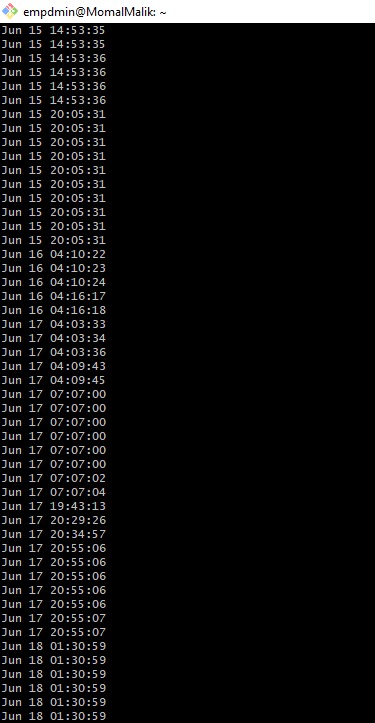 empdmin@MomalMalik: ~
Jun 15 14:53:35
Jun 15 14:53:35
Jun 15 14:53:36
Jun 15 14:53:36
Jun 15 14:53:36
Jun 15 14:53:36
Jun 15 20:05:31
Jun 15 20:05:31
Jun 15 20:05:31
Jun 15 20:05:31
Jun 15 20:05:31
Jun 15 20:05:31
Jun 15 20:05:31
Jun 15 20:05:31
Jun 15 20:05:31
Jun 15 20:05:31
Jun 16 04:10:22
Jun 16 04:10:23
Jun 16 04:10:24
Jun 16 04:16:17
Jun 16 04:16:18
Jun 17 04:03:33
Jun 17 04:03:34
Jun 17 04:03:36
Jun 17 04:09:43
Jun 17 04:09:45
Jun 17 07:07:00
Jun 17 07:07:00
Jun 17 07:07:00
Jun 17 07:07:00
Jun 17 07:07:00
Jun 17 07:07:00
Jun 17 07:07:02
Jun 17 07:07:04
Jun 17 19:43:13
Jun 17 20:29:26
Jun 17 20:34:57
Jun 17 20:55:06
Jun 17 20:55:06
Jun 17 20:55:06
Jun 17 20:55:06
Jun 17 20:55:06
Jun 17 20:55:07
Jun 17 20:55:07
Jun 18 01:30:59
Jun 18 01:30:59
Jun 18 01:30:59
Jun 18 01:30:59
Jun 18 01:30:59
Jun 18 01:30:59